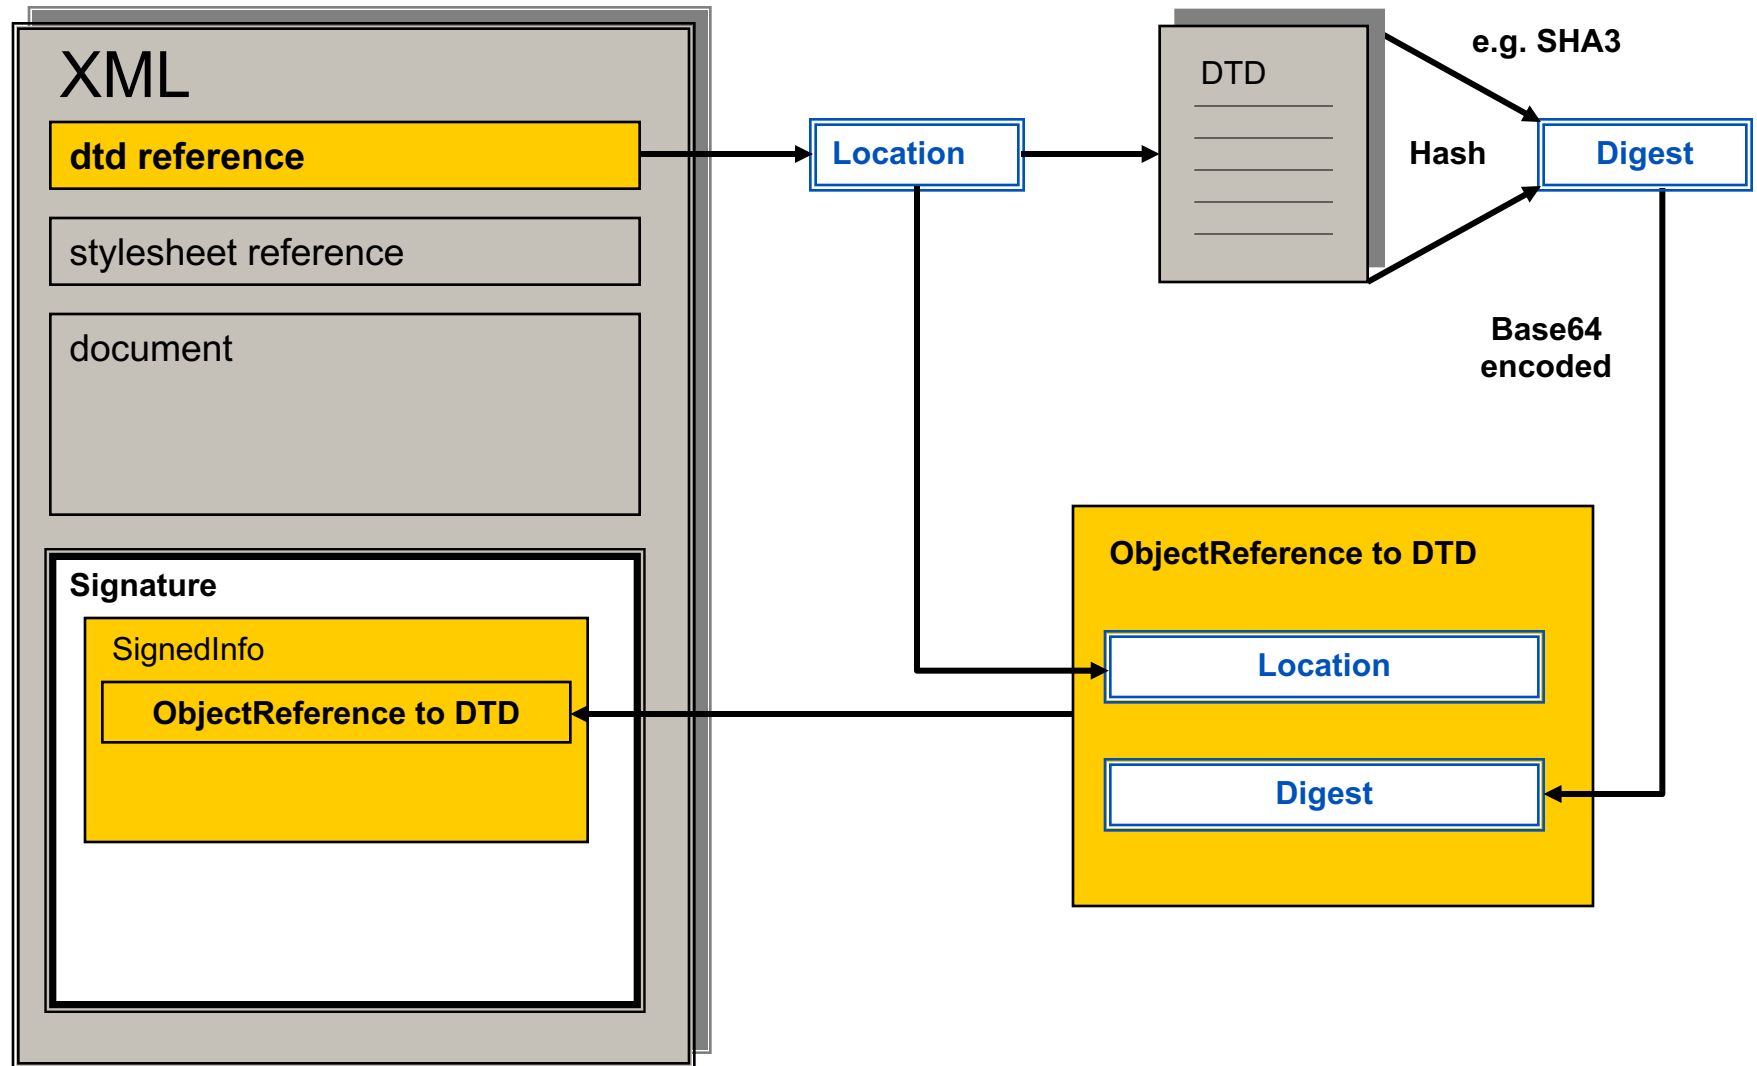 XML
dtd reference
stylesheet reference
document
Signature
SignedInfo
ObjectReference to DTD
Location
DTD
e.g. SHA3
Hash
Digest
Base64
encoded
ObjectReference to DTD
Location
Digest